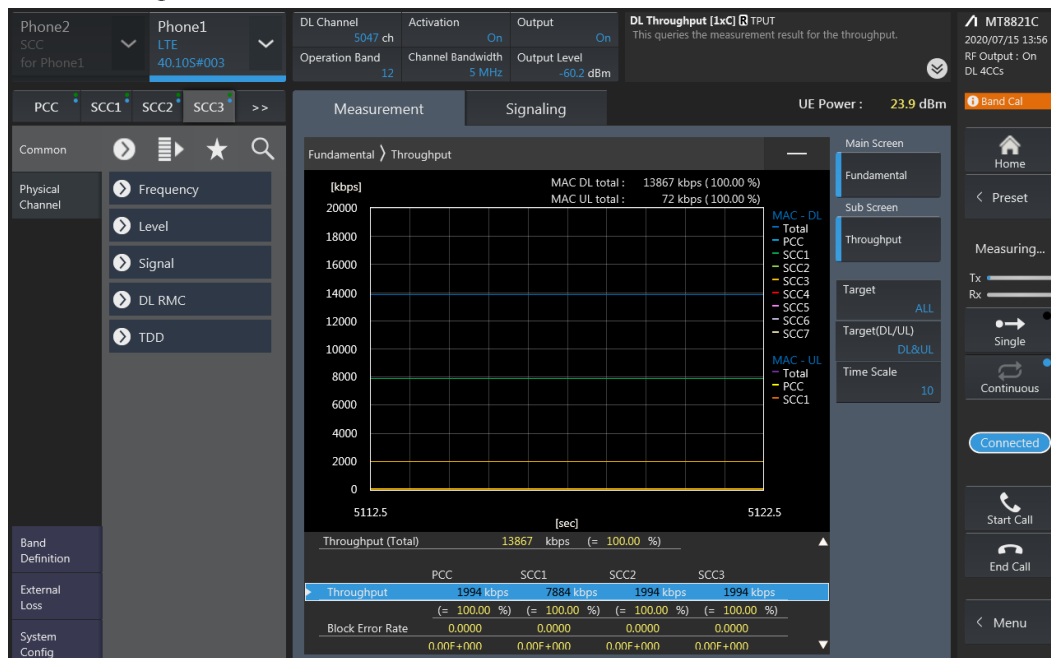 Phone2
SCC
for Phone1
Phone1
LTE
40.10S#003
DL Channel
5047 ch
Activation
On
Output
On
Operation Band
12
Channel Bandwidth
5 MHz
Output Level
-60.2 dBm
DL Throughput [1xC] R TPUT
This queries the measurement result for the throughput.
MT8821C
2020/07/15 13:56
RF Output : On
DL 4CCs
PCC
SCC1
SCC2
SCC3
>>
Measurement
Signaling
UE Power : 23.9 dBm
Band Cal
Common
Physical
Channel
Frequency
Level
Signal
DL RMC
TDD
Band
Definition
External
Loss
System
Config
Fundamental > Throughput
[kbps]
MAC DL total : 13867 kbps ( 100.00 %)
MAC UL total : 72 kbps ( 100.00 %)
20000
18000
16000
14000
12000
10000
8000
6000
4000
2000
0
5112.5
5122.5
[sec]
MAC - DL
Total
PCC
SCC1
SCC2
SCC3
SCC4
SCC5
SCC6
SCC7
MAC - UL
Total
PCC
SCC1
Throughput (Total) 13867 kbps (= 100.00 %)
PCC SCC1 SCC2 SCC3
Throughput 1994 kbps 7884 kbps 1994 kbps 1994 kbps
(= 100.00 %) (= 100.00 %) (= 100.00 %) (= 100.00 %)
Block Error Rate 0.0000 0.0000 0.0000 0.0000
0.00E+000 0.00E+000 0.00E+000 0.00E+000
Main Screen
Fundamental
Sub Screen
Throughput
Target
ALL
Target(DL/UL)
DL&UL
Time Scale
10
Home
< Preset
Measuring...
Tx
Rx
Single
Continuous
Connected
Start Call
End Call
< Menu